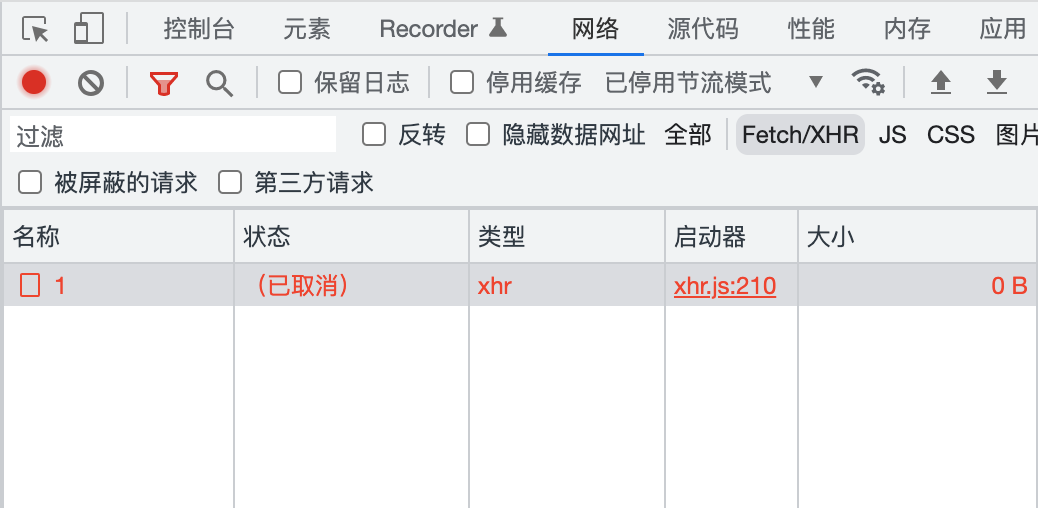 控制台 元素 Recorder 网络 源代码 性能 内存 应用
保留日志 停用缓存 已停用节流模式
过滤 反转 隐藏数据网址 全部 Fetch/XHR JS CSS 图片
被屏蔽的请求 第三方请求
名称 状态 类型 启动器 大小
1 （已取消） xhr xhr.js:210 0 B